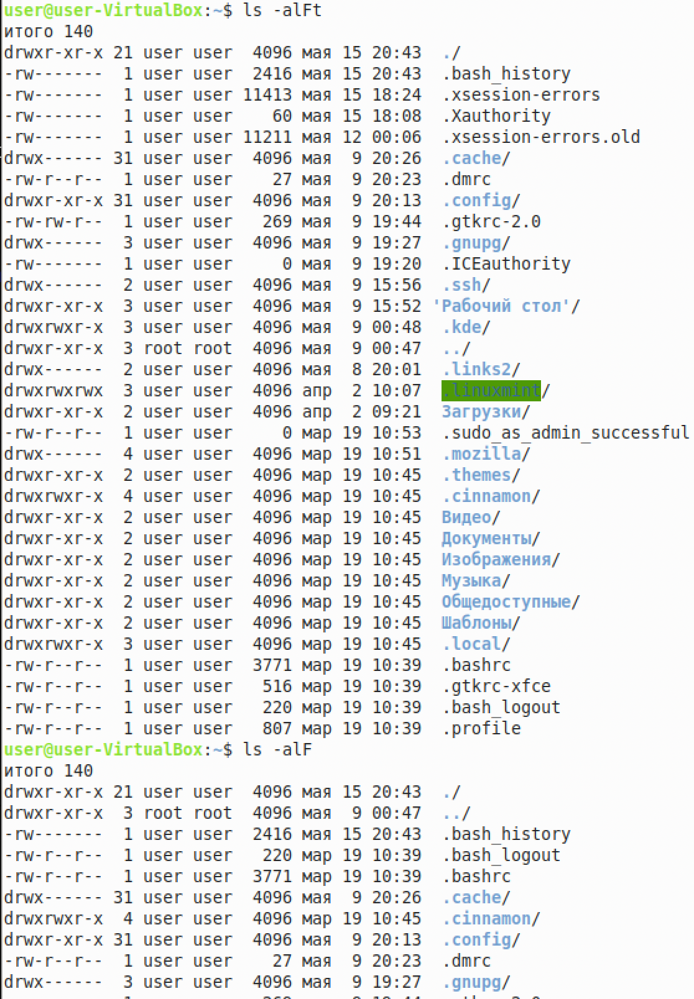 user@user-VirtualBox:~$ ls -alFt
итого 140
drwxr-xr-x 21 user user  4096 мая 15 20:43  ./
-rw-------  1 user user  2416 мая 15 20:43  .bash_history
-rw-------  1 user user 11413 мая 15 18:24  .xsession-errors
-rw-------  1 user user    60 мая 15 18:08  .Xauthority
-rw-------  1 user user 11211 мая 12 00:06  .xsession-errors.old
drwx------ 31 user user  4096 мая  9 20:26  .cache/
-rw-r--r--  1 user user    27 мая  9 20:23  .dmrc
drwxr-xr-x 31 user user  4096 мая  9 20:13  .config/
-rw-rw-r--  1 user user   269 мая  9 19:44  .gtkrc-2.0
drwx------  3 user user  4096 мая  9 19:27  .gnupg/
-rw-------  1 user user     0 мая  9 19:20  .ICEauthority
drwx------  2 user user  4096 мая  9 15:56  .ssh/
drwxr-xr-x  3 user user  4096 мая  9 15:52 'Рабочий стол'/
drwxrwxr-x  3 user user  4096 мая  9 00:48  .kde/
drwxr-xr-x  3 root root  4096 мая  9 00:47  ../
drwx------  2 user user  4096 мая  8 20:01  .links2/
drwxrwxrwx  3 user user  4096 апр  2 10:07  .linuxmint/
drwxr-xr-x  2 user user  4096 апр  2 09:21  Загрузки/
-rw-r--r--  1 user user     0 мар 19 10:53  .sudo_as_admin_successful
drwx------  4 user user  4096 мар 19 10:51  .mozilla/
drwxr-xr-x  2 user user  4096 мар 19 10:45  .themes/
drwxrwxr-x  4 user user  4096 мар 19 10:45  .cinnamon/
drwxr-xr-x  2 user user  4096 мар 19 10:45  Видео/
drwxr-xr-x  2 user user  4096 мар 19 10:45  Документы/
drwxr-xr-x  2 user user  4096 мар 19 10:45  Изображения/
drwxr-xr-x  2 user user  4096 мар 19 10:45  Музыка/
drwxr-xr-x  2 user user  4096 мар 19 10:45  Общедоступные/
drwxr-xr-x  2 user user  4096 мар 19 10:45  Шаблоны/
drwxrwxr-x  3 user user  4096 мар 19 10:45  .local/
-rw-r--r--  1 user user  3771 мар 19 10:39  .bashrc
-rw-r--r--  1 user user   516 мар 19 10:39  .gtkrc-xfce
-rw-r--r--  1 user user   220 мар 19 10:39  .bash_logout
-rw-r--r--  1 user user   807 мар 19 10:39  .profile
user@user-VirtualBox:~$ ls -alF
итого 140
drwxr-xr-x 21 user user  4096 мая 15 20:43  ./
drwxr-xr-x  3 root root  4096 мая  9 00:47  ../
-rw-------  1 user user  2416 мая 15 20:43  .bash_history
-rw-r--r--  1 user user   220 мар 19 10:39  .bash_logout
-rw-r--r--  1 user user  3771 мар 19 10:39  .bashrc
drwx------ 31 user user  4096 мая  9 20:26  .cache/
drwxrwxr-x  4 user user  4096 мар 19 10:45  .cinnamon/
drwxr-xr-x 31 user user  4096 мая  9 20:13  .config/
-rw-r--r--  1 user user    27 мая  9 20:23  .dmrc
drwx------  3 user user  4096 мая  9 19:27  .gnupg/